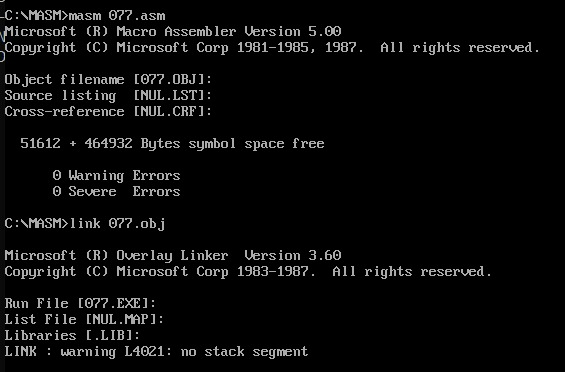 C:\MASM>masm 077.asm
Microsoft (R) Macro Assembler Version 5.00
Copyright (C) Microsoft Corp 1981-1985, 1987.  All rights reserved.
Object filename [077.OBJ]:
Source listing  [NUL.LST]:
Cross-reference [NUL.CRF]:
51612 + 464932 Bytes symbol space free
0 Warning Errors
0 Severe  Errors
C:\MASM>link 077.obj
Microsoft (R) Overlay Linker  Version 3.60
Copyright (C) Microsoft Corp 1983-1987.  All rights reserved.
Run File [077.EXE]:
List File [NUL.MAP]:
Libraries [.LIB]:
LINK : warning L4021: no stack segment